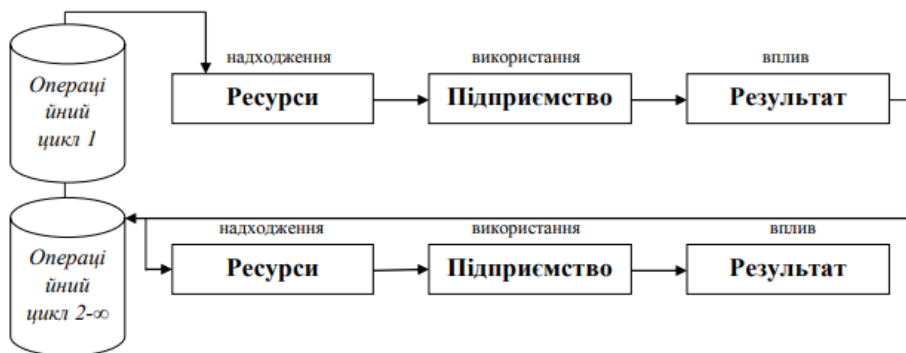 надходження використання вплив
Операці
йний
цикл 1
Ресурси Підприємство Результат
надходження використання вплив
Операці
йний
цикл 2-∞
Ресурси Підприємство Результат